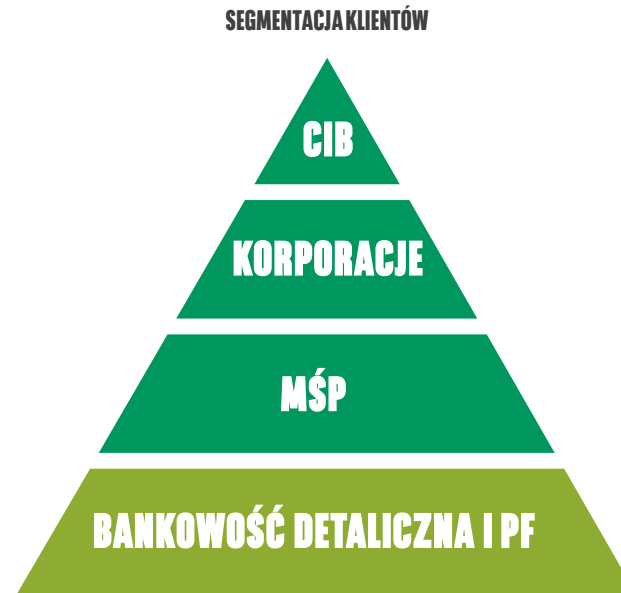 SEGMENTACJA KLIENTÓW
CIB
KORPORACJE
MŚP
BANKOWOŚĆ DETALICZNA I PF